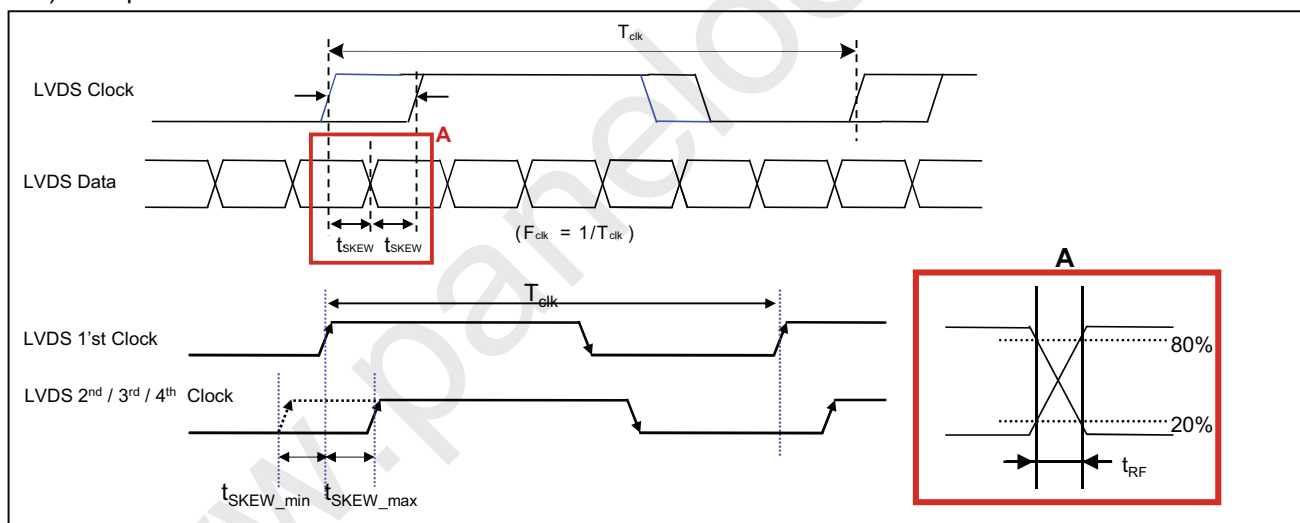 T clk
LVDS Clock
A
LVDS Data
tSKEW tSKEW
( Fclk = 1/Tclk )
A
Tclk
LVDS 1'st Clock
80%
LVDS 2nd / 3rd / 4th Clock
20%
tRF
tSKEW_min tSKEW_max